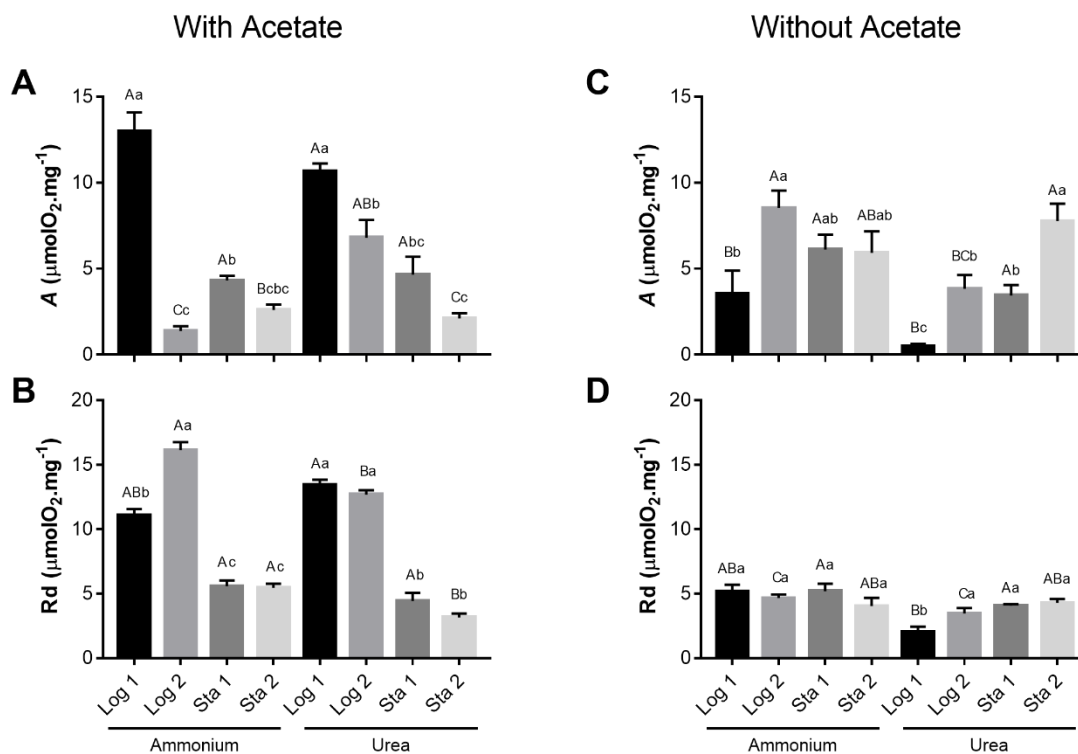 With Acetate
Without Acetate
A
15
10
5
0
A (μmolO₂.mg⁻¹)
Aa
Cc
Ab
Bcbc
Aa
ABb
Abc
Cc
C
15
10
5
0
A (μmolO₂.mg⁻¹)
Bb
Aa
Aab
ABab
Bc
BCb
Ab
Aa
B
20
15
10
5
0
Rd (μmolO₂.mg⁻¹)
ABb
Aa
Ac
Ac
Aa
Ba
Ab
Bb
Log 1
Log 2
Sta 1
Sta 2
Log 1
Log 2
Sta 1
Sta 2
Ammonium
Urea
D
20
15
10
5
0
Rd (μmolO₂.mg⁻¹)
ABa
Ca
Aa
ABa
Bb
Ca
Aa
ABa
Log 1
Log 2
Sta 1
Sta 2
Log 1
Log 2
Sta 1
Sta 2
Ammonium
Urea